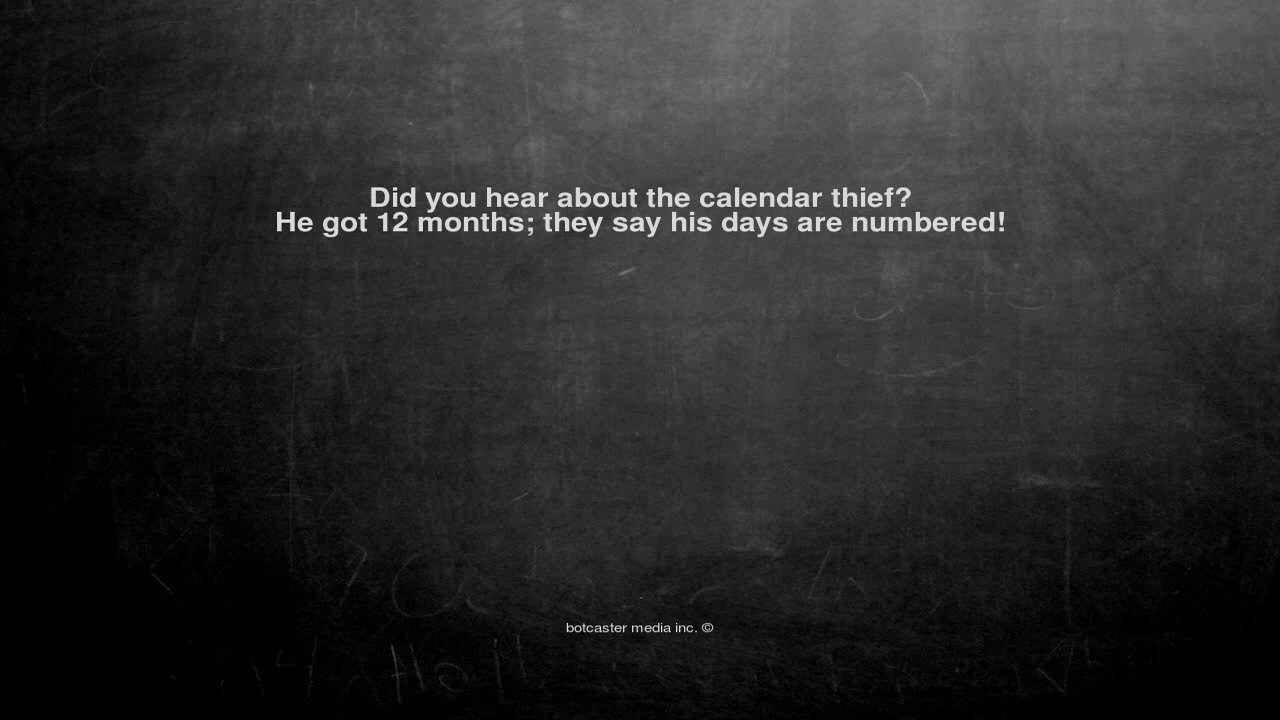 Did you hear about the calendar thief?
He got 12 months; they say his days are numbered!
botcaster media inc. ©